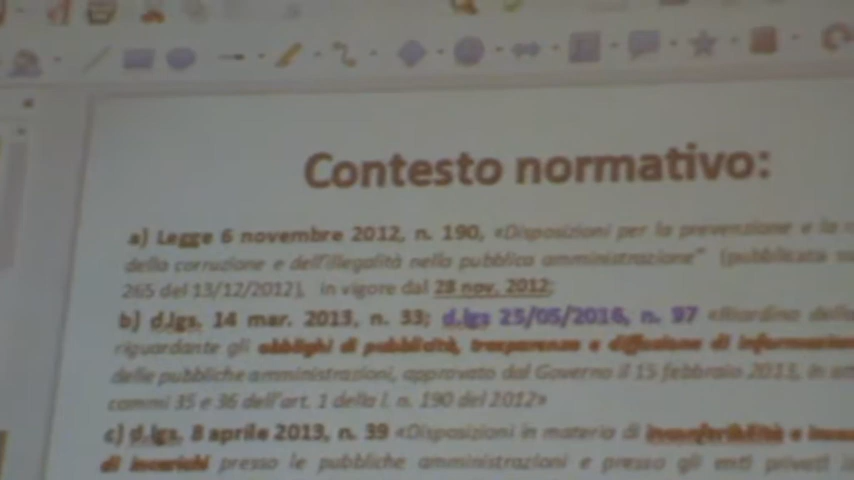 Contesto normativo:
a) Legge 6 novembre 2012, n. 190, «Disposizioni per la prevenzione e la
della corruzione e dell'illegalità nella pubblica amministrazione" (pubblicata
265 del 13/12/2012), in vigore dal 28 nov. 2012;
b) d.lgs. 14 mar. 2013, n. 33; d.lgs 25/05/2016, n. 97 «Riordino della
riguardante gli obblighi di pubblicità, trasparenza e diffusione di informazioni
delle pubbliche amministrazioni, approvato dal Governo il 15 febbraio 2013, in
commi 35 e 36 dell'art. 1 della l. n. 190 del 2012»
c) d.lgs. 8 aprile 2013, n. 39 «Disposizioni in materia di inconferibilità e
di incarichi presso le pubbliche amministrazioni e presso gli enti privati